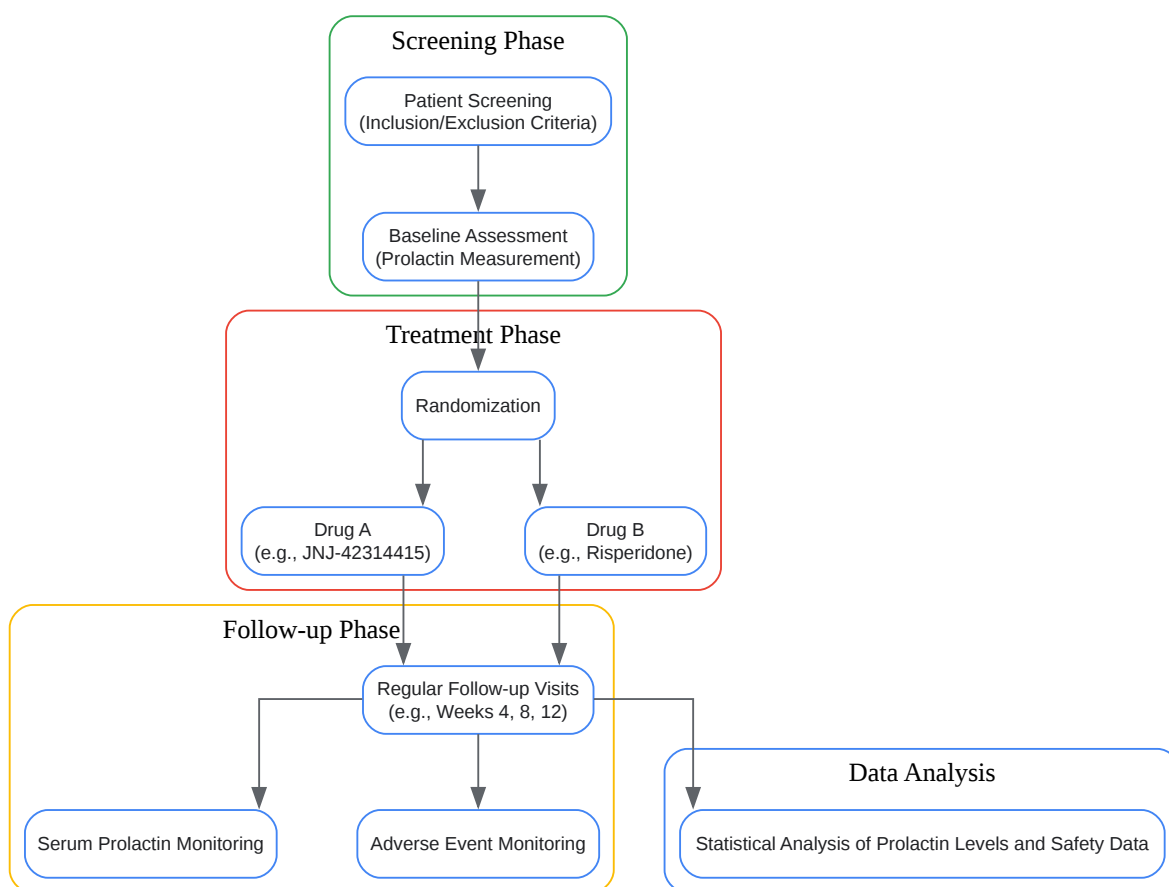 Screening Phase
Patient Screening
(Inclusion/Exclusion Criteria)
Baseline Assessment
(Prolactin Measurement)
Treatment Phase
Randomization
Drug A
(e.g., JNJ-42314415)
Drug B
(e.g., Risperidone)
Follow-up Phase
Regular Follow-up Visits
(e.g., Weeks 4, 8, 12)
Serum Prolactin Monitoring
Adverse Event Monitoring
Data Analysis
Statistical Analysis of Prolactin Levels and Safety Data